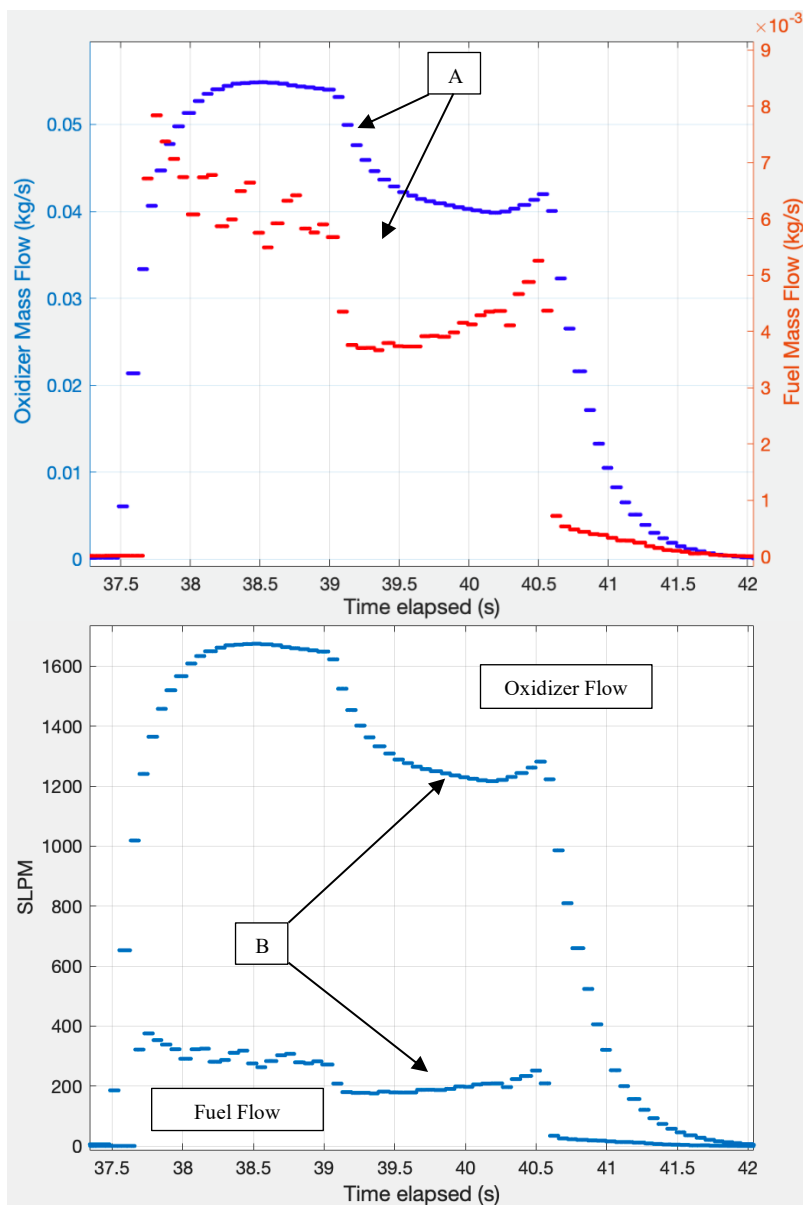 ×10⁻³
A
Oxidizer Mass Flow (kg/s)
0.05
0.04
0.03
0.02
0.01
0
9
8
7
6
5
4
3
2
1
0
Fuel Mass Flow (kg/s)
37.5 38 38.5 39 39.5 40 40.5 41 41.5 42
Time elapsed (s)
Oxidizer Flow
SLPM
1600
1400
1200
1000
800
600
400
200
0
B
Fuel Flow
37.5 38 38.5 39 39.5 40 40.5 41 41.5 42
Time elapsed (s)